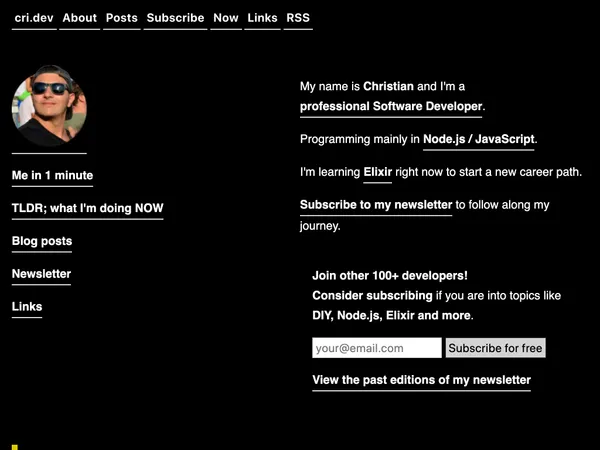 cri.dev About Posts Subscribe Now Links RSS
Me in 1 minute
TLDR; what I'm doing NOW
Blog posts
Newsletter
Links
My name is Christian and I'm a
professional Software Developer.
Programming mainly in Node.js / JavaScript.
I'm learning Elixir right now to start a new career path.
Subscribe to my newsletter to follow along my
journey.
Join other 100+ developers!
Consider subscribing if you are into topics like
DIY, Node.js, Elixir and more.
your@email.com Subscribe for free
View the past editions of my newsletter